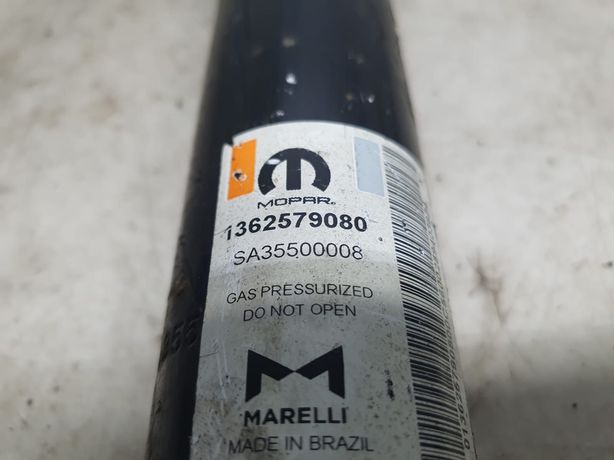 MOPAR®
1362579080
SA35500008
GAS PRESSURIZED
DO NOT OPEN
MARELLI
MADE IN BRAZIL